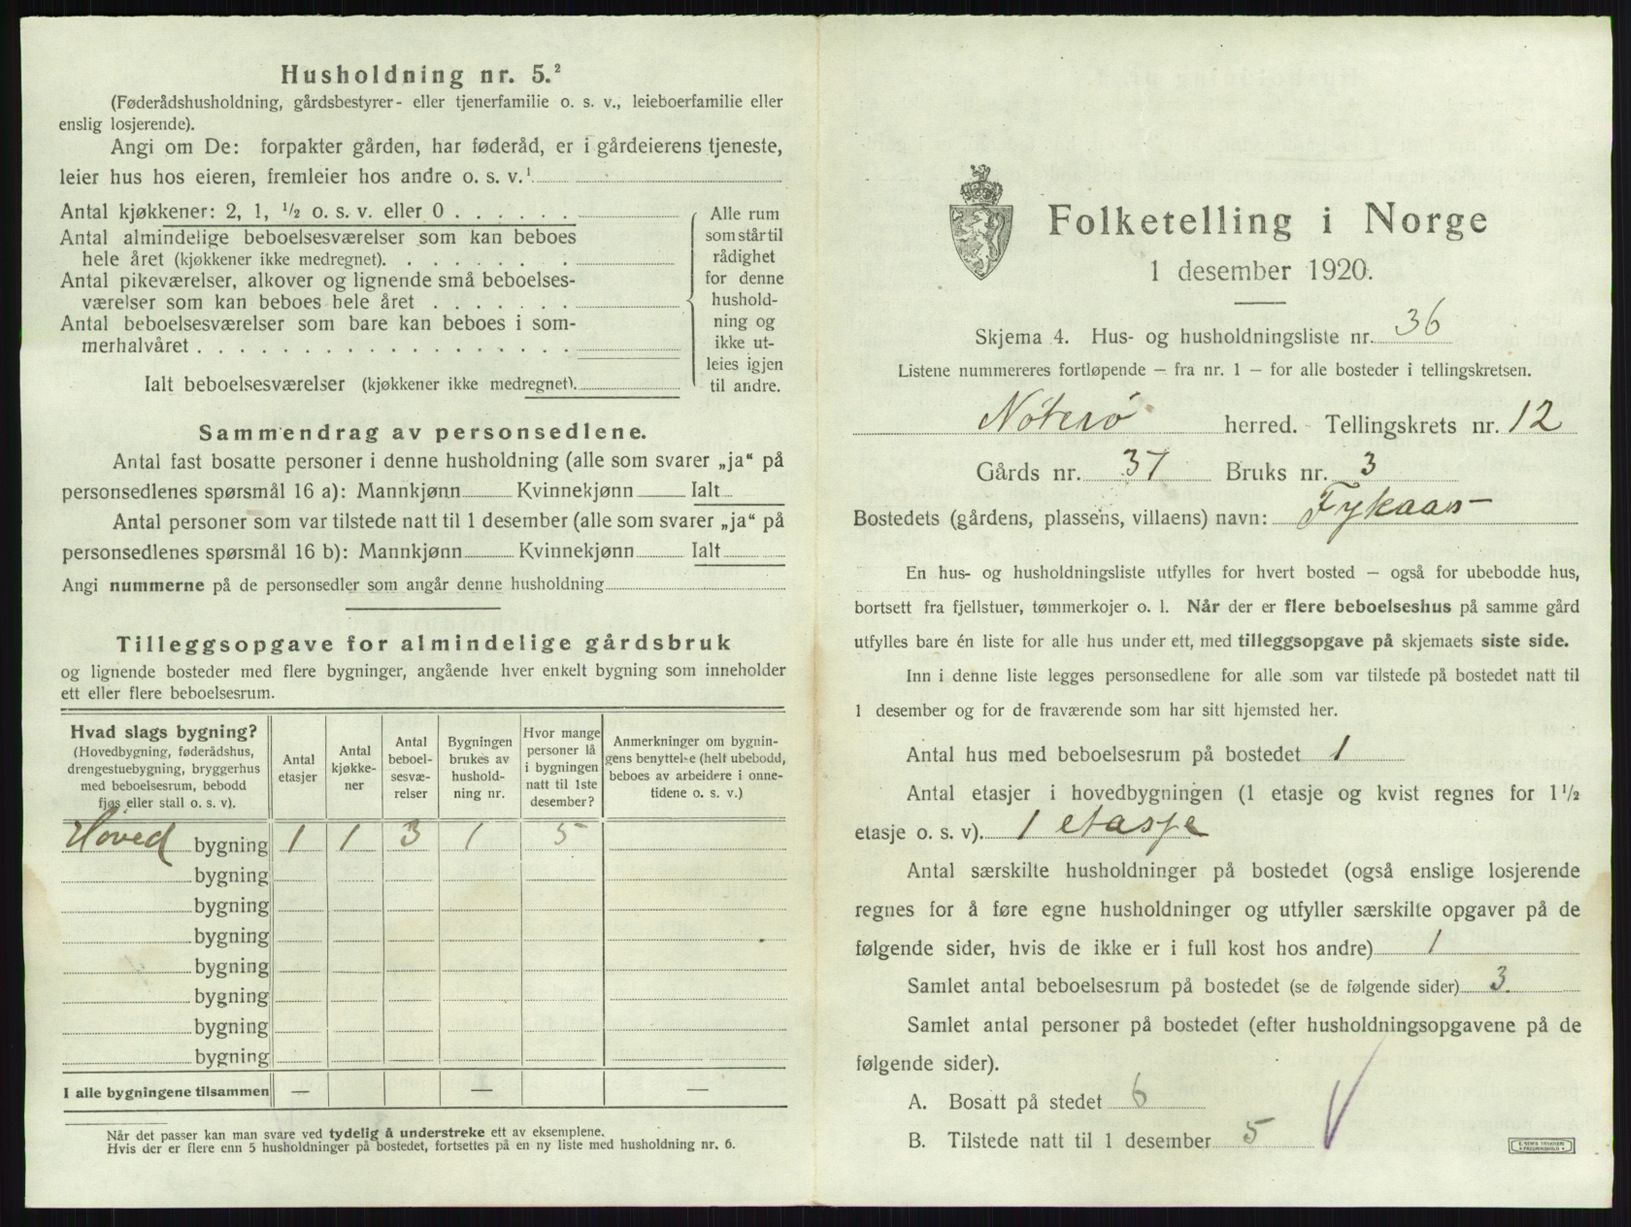 Husholdning nr. 5.²
(Føderådshusholdning, gårdsbestyrer- eller tjenerfamilie o. s. v., leieboerfamilie eller
enslig losjerende).
Angi om De: forpakter gården, har føderåd, er i gårdeierens tjeneste,
leier hus hos eieren, fremleier hos andre o. s. v.¹
Antal kjøkkener: 2, 1, ½ o. s. v. eller 0
Antal almindelige beboelsesværelser som kan beboes
hele året (kjøkkener ikke medregnet).
Antal pikeværelser, alkover og lignende små beboelses-
værelser som kan beboes hele året
Antal beboelsesværelser som bare kan beboes i som-
merhalvåret
Ialt beboelsesværelser (kjøkkener ikke medregnet).
Alle rum
som står til
rådighet
for denne
hushold-
ning og
ikke ut-
leies igjen
til andre.
Sammendrag av personsedlene.
Antal fast bosatte personer i denne husholdning (alle som svarer „ja“ på
personsedlenes spørsmål 16 a): Mannkjønn Kvinnekjønn Ialt
Antal personer som var tilstede natt til 1 desember (alle som svarer „ja“ på
personsedlenes spørsmål 16 b): Mannkjønn Kvinnekjønn Ialt
Angi nummerne på de personsedler som angår denne husholdning
Tilleggsopgave for almindelige gårdsbruk
og lignende bosteder med flere bygninger, angående hver enkelt bygning som inneholder
ett eller flere beboelsesrum.
Hvad slags bygning?
(Hovedbygning, føderådshus,
drengestuebygning, bryggerhus
med beboelsesrum, bebodd
fjøs eller stall o. s. v.).
Antal
etasjer
Antal
kjøkke-
ner
Antal
beboel-
sesvæ-
relser
Bygningen
brukes av
hushold-
ning nr.
Hvor mange
personer lå
i bygningen
natt til 1ste
desember?
Anmerkninger om bygnin-
gens benyttelse (helt ubebodd,
beboes av arbeidere i onne-
tidene o. s. v.)
Hoved bygning 1 1 3 1 5
bygning
bygning
bygning
bygning
bygning
bygning
bygning
I alle bygningene tilsammen — — —
Når det passer kan man svare ved tydelig å understreke ett av eksemplene.
Hvis der er flere enn 5 husholdninger på bostedet, fortsettes på en ny liste med husholdning nr. 6.
Folketelling i Norge
1 desember 1920.
Skjema 4. Hus- og husholdningsliste nr. 36
Listene nummereres fortløpende — fra nr. 1 — for alle bosteder i tellingskretsen.
Nøterø herred. Tellingskrets nr. 12
Gårds nr. 37 Bruks nr. 3
Bostedets (gårdens, plassens, villaens) navn: Fykaas
En hus- og husholdningsliste utfylles for hvert bosted — også for ubebodde hus,
bortsett fra fjellstuer, tømmerkojer o. l. Når der er flere beboelseshus på samme gård
utfylles bare én liste for alle hus under ett, med tilleggsopgave på skjemaets siste side.
Inn i denne liste legges personsedlene for alle som var tilstede på bostedet natt til
1 desember og for de fraværende som har sitt hjemsted her.
Antal hus med beboelsesrum på bostedet 1
Antal etasjer i hovedbygningen (1 etasje og kvist regnes for 1½
etasje o. s. v). 1 etasje
Antal særskilte husholdninger på bostedet (også enslige losjerende
regnes for å føre egne husholdninger og utfyller særskilte opgaver på de
følgende sider, hvis de ikke er i full kost hos andre) 1
Samlet antal beboelsesrum på bostedet (se de følgende sider) 3
Samlet antal personer på bostedet (efter husholdningsopgavene på de
følgende sider).
A. Bosatt på stedet 6
B. Tilstede natt til 1 desember 5